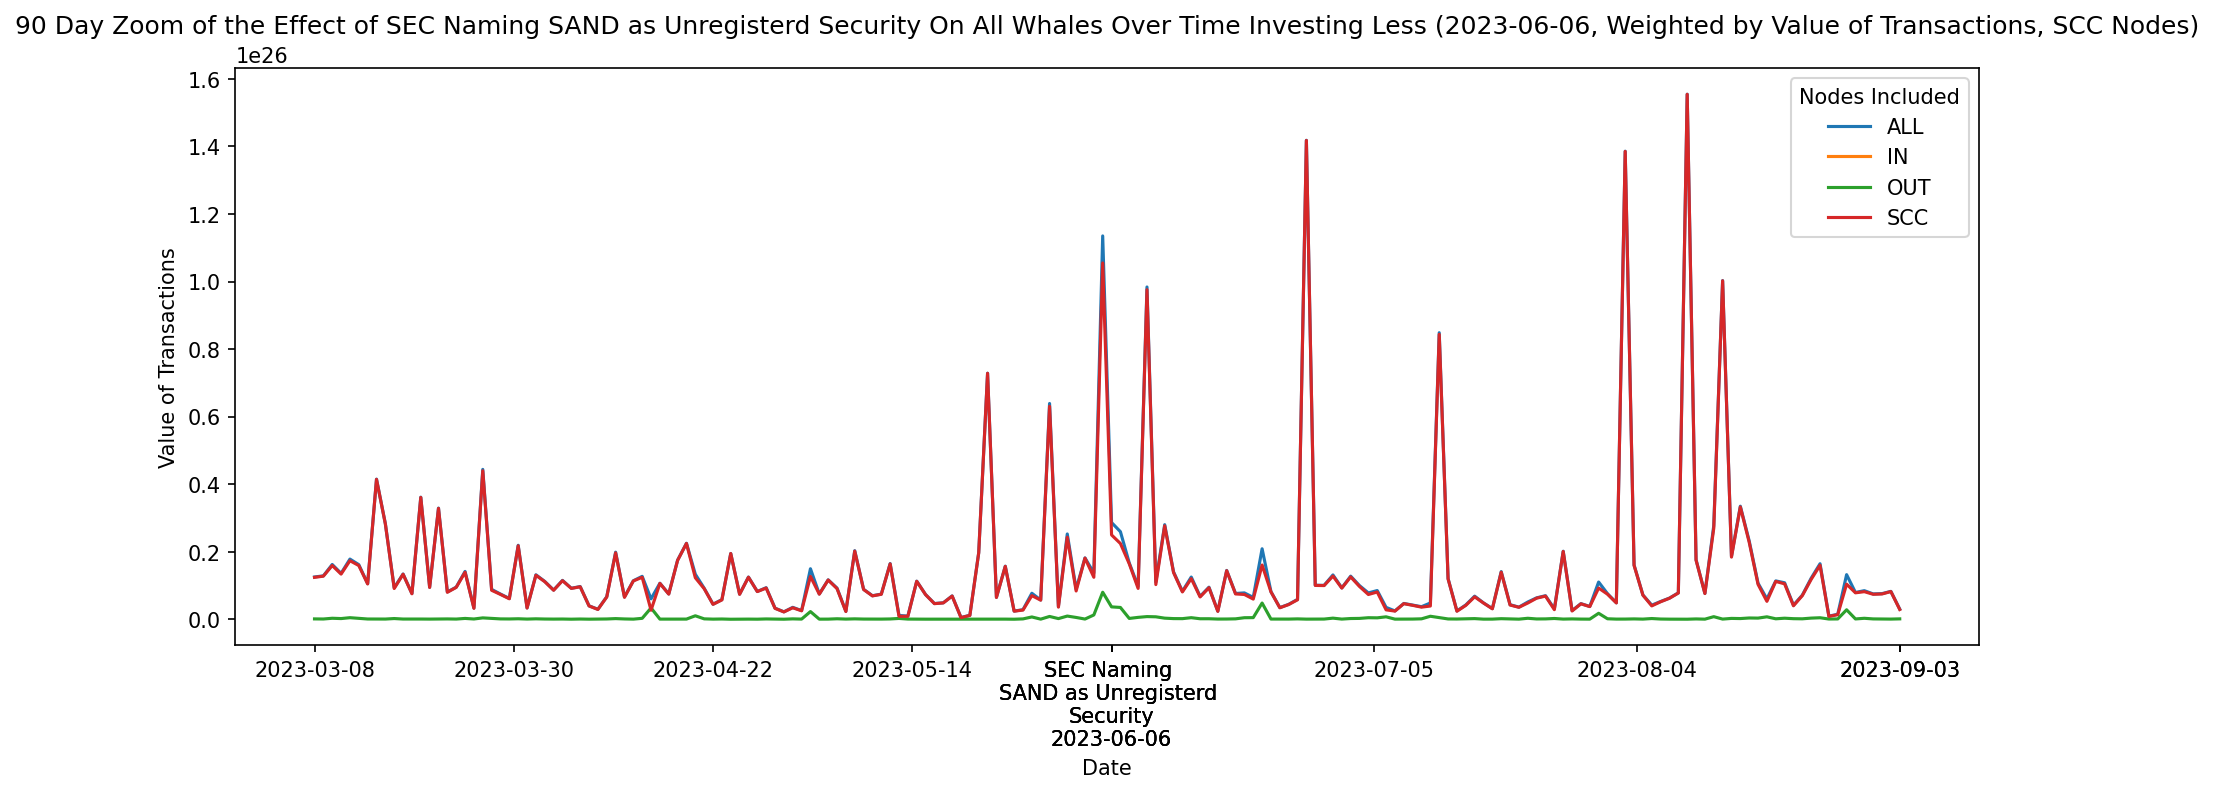 90 Day Zoom of the Effect of SEC Naming SAND as Unregisterd Security On All Whales Over Time Investing Less (2023-06-06, Weighted by Value of Transactions, SCC Nodes)
1e26
1.6
1.4
1.2
1.0
0.8
0.6
0.4
0.2
0.0
Value of Transactions
Nodes Included
ALL
IN
OUT
SCC
2023-03-08
2023-03-30
2023-04-22
2023-05-14
SEC Naming
SAND as Unregisterd
Security
2023-06-06
2023-07-05
2023-08-04
2023-09-03
Date